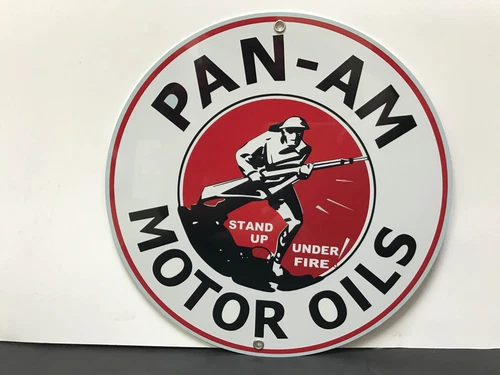 PAN-AM
STAND
UP
UNDER
FIRE!
MOTOR OILS